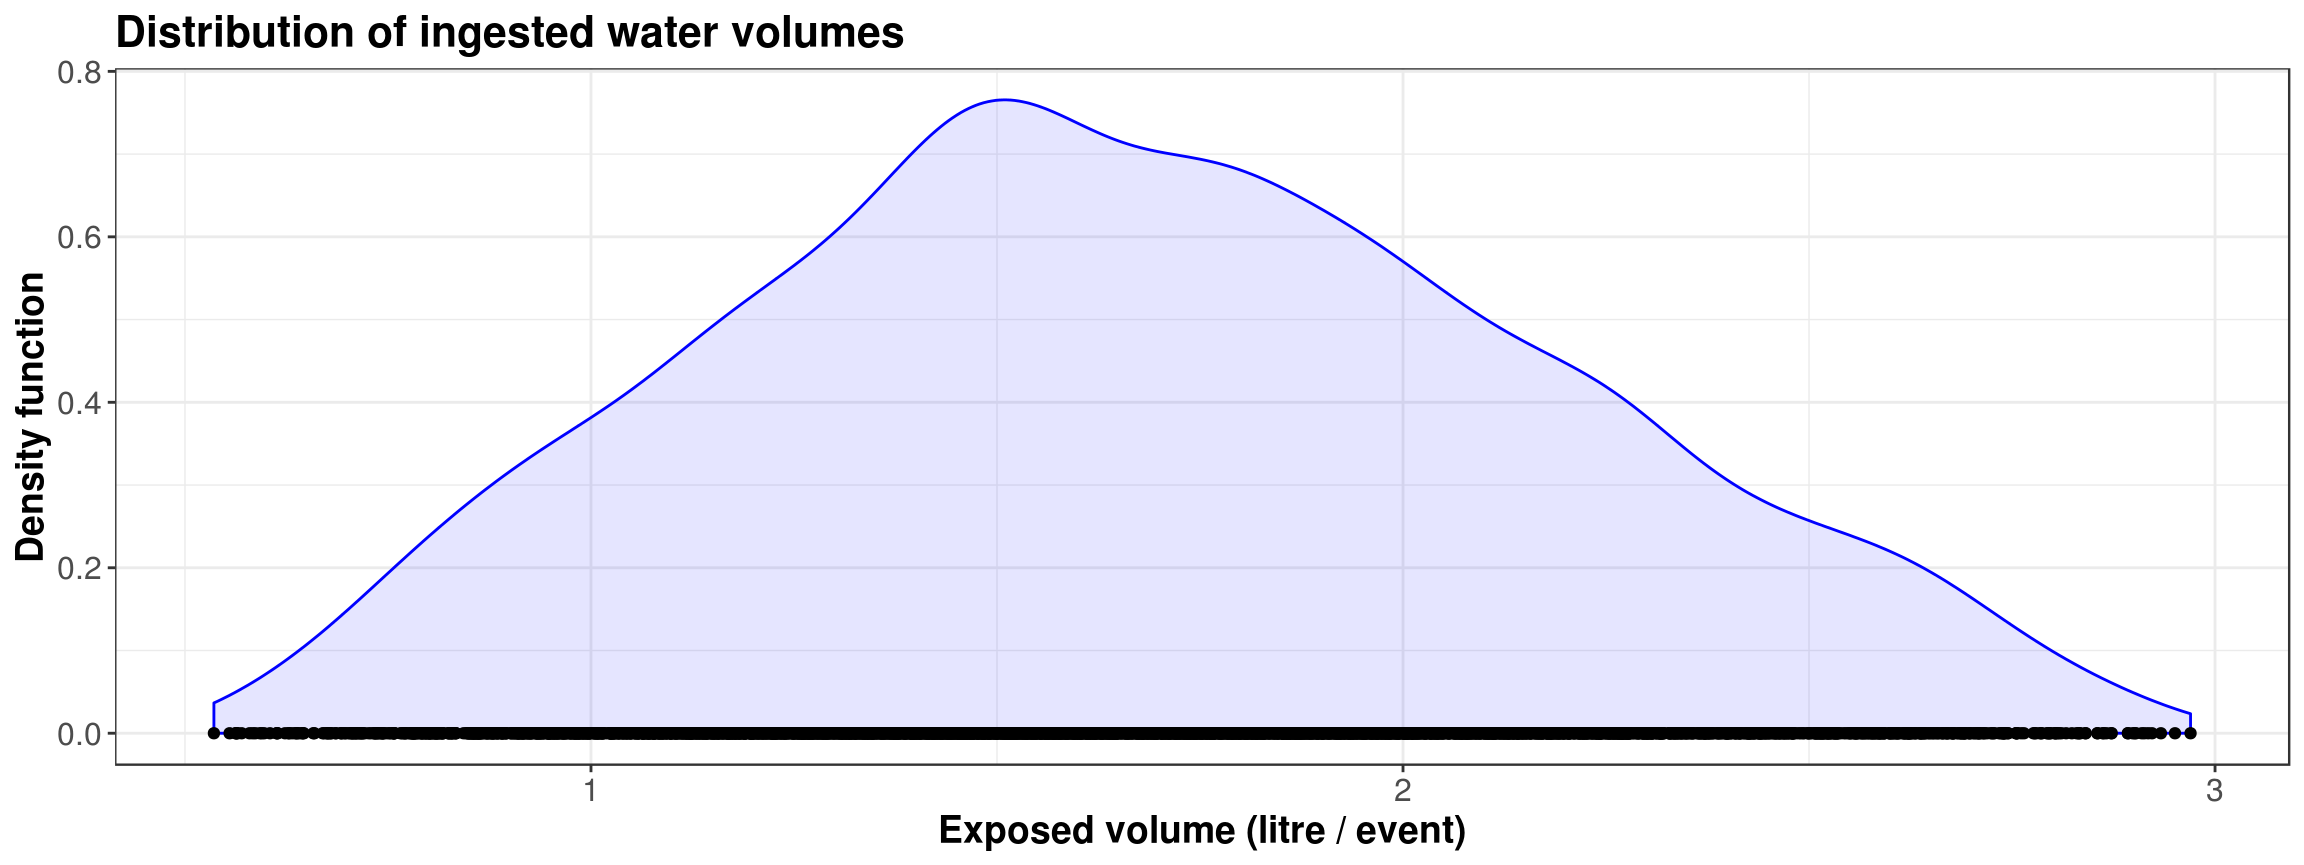 Distribution of ingested water volumes
0.8
0.6
0.4
0.2
0.0
Density function
1 2 3
Exposed volume (litre / event)